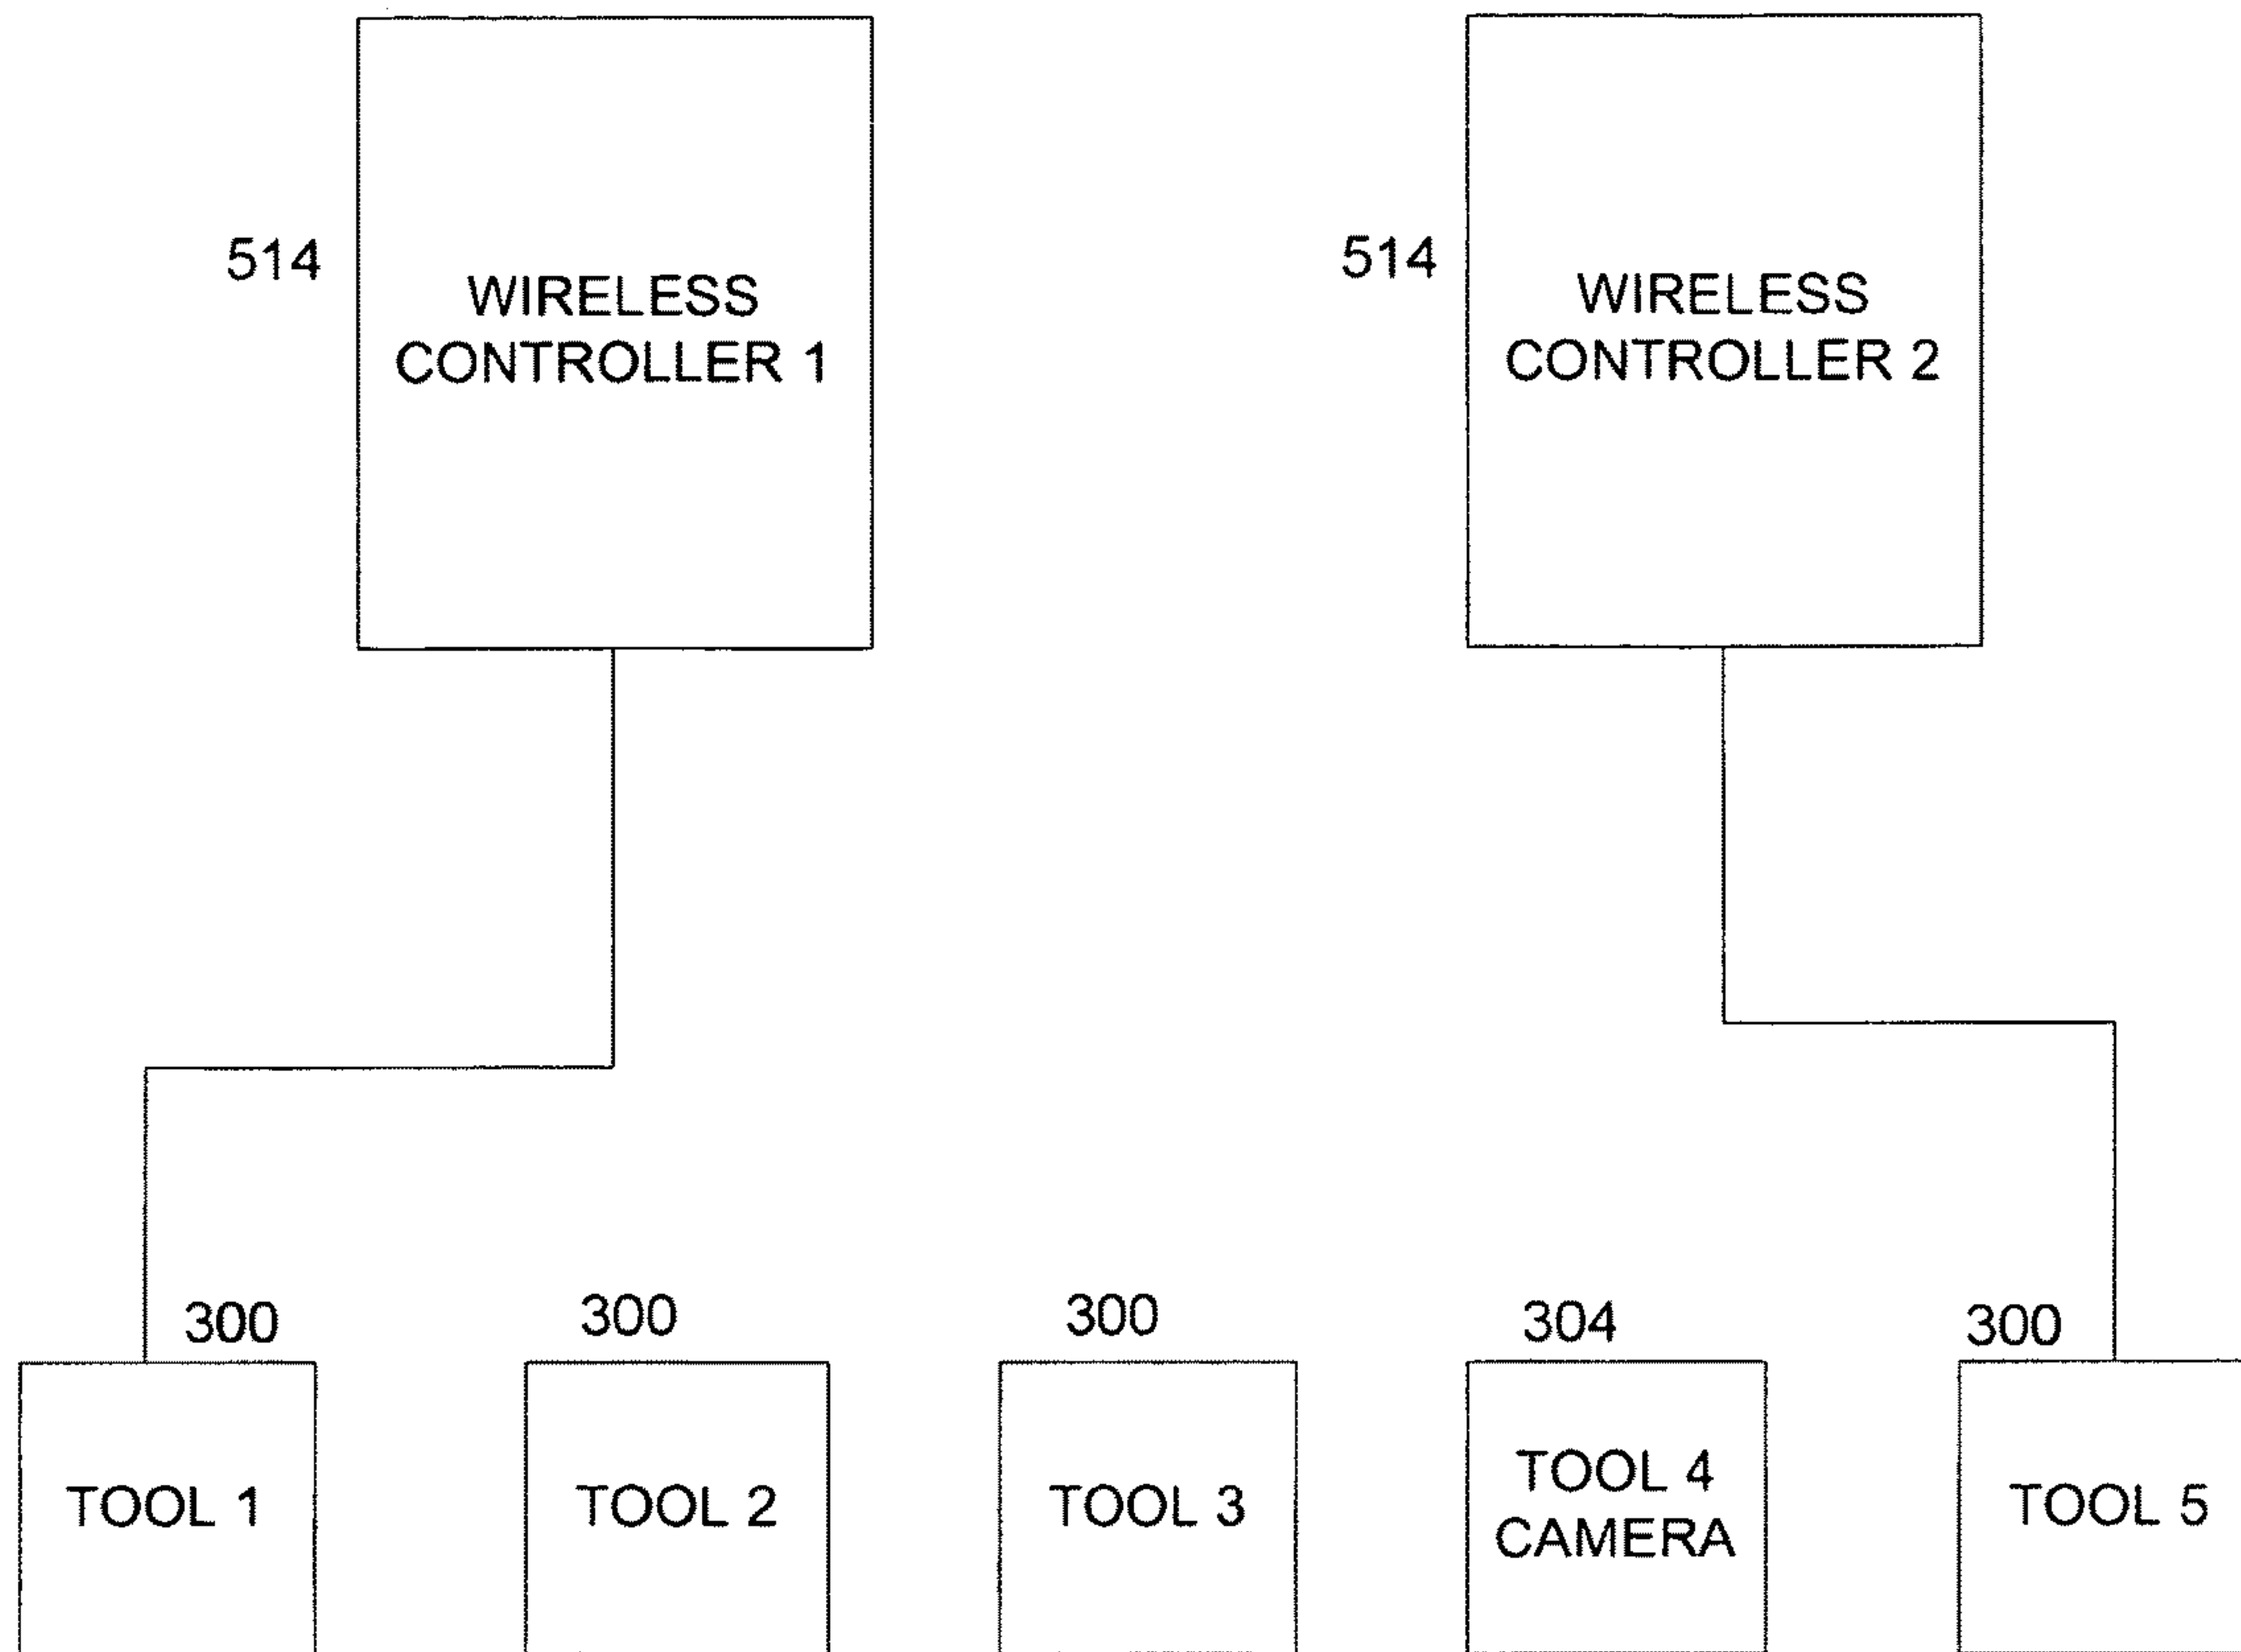 514
WIRELESS
CONTROLLER 1
514
WIRELESS
CONTROLLER 2
300
300
300
304
300
TOOL 1
TOOL 2
TOOL 3
TOOL 4
CAMERA
TOOL 5